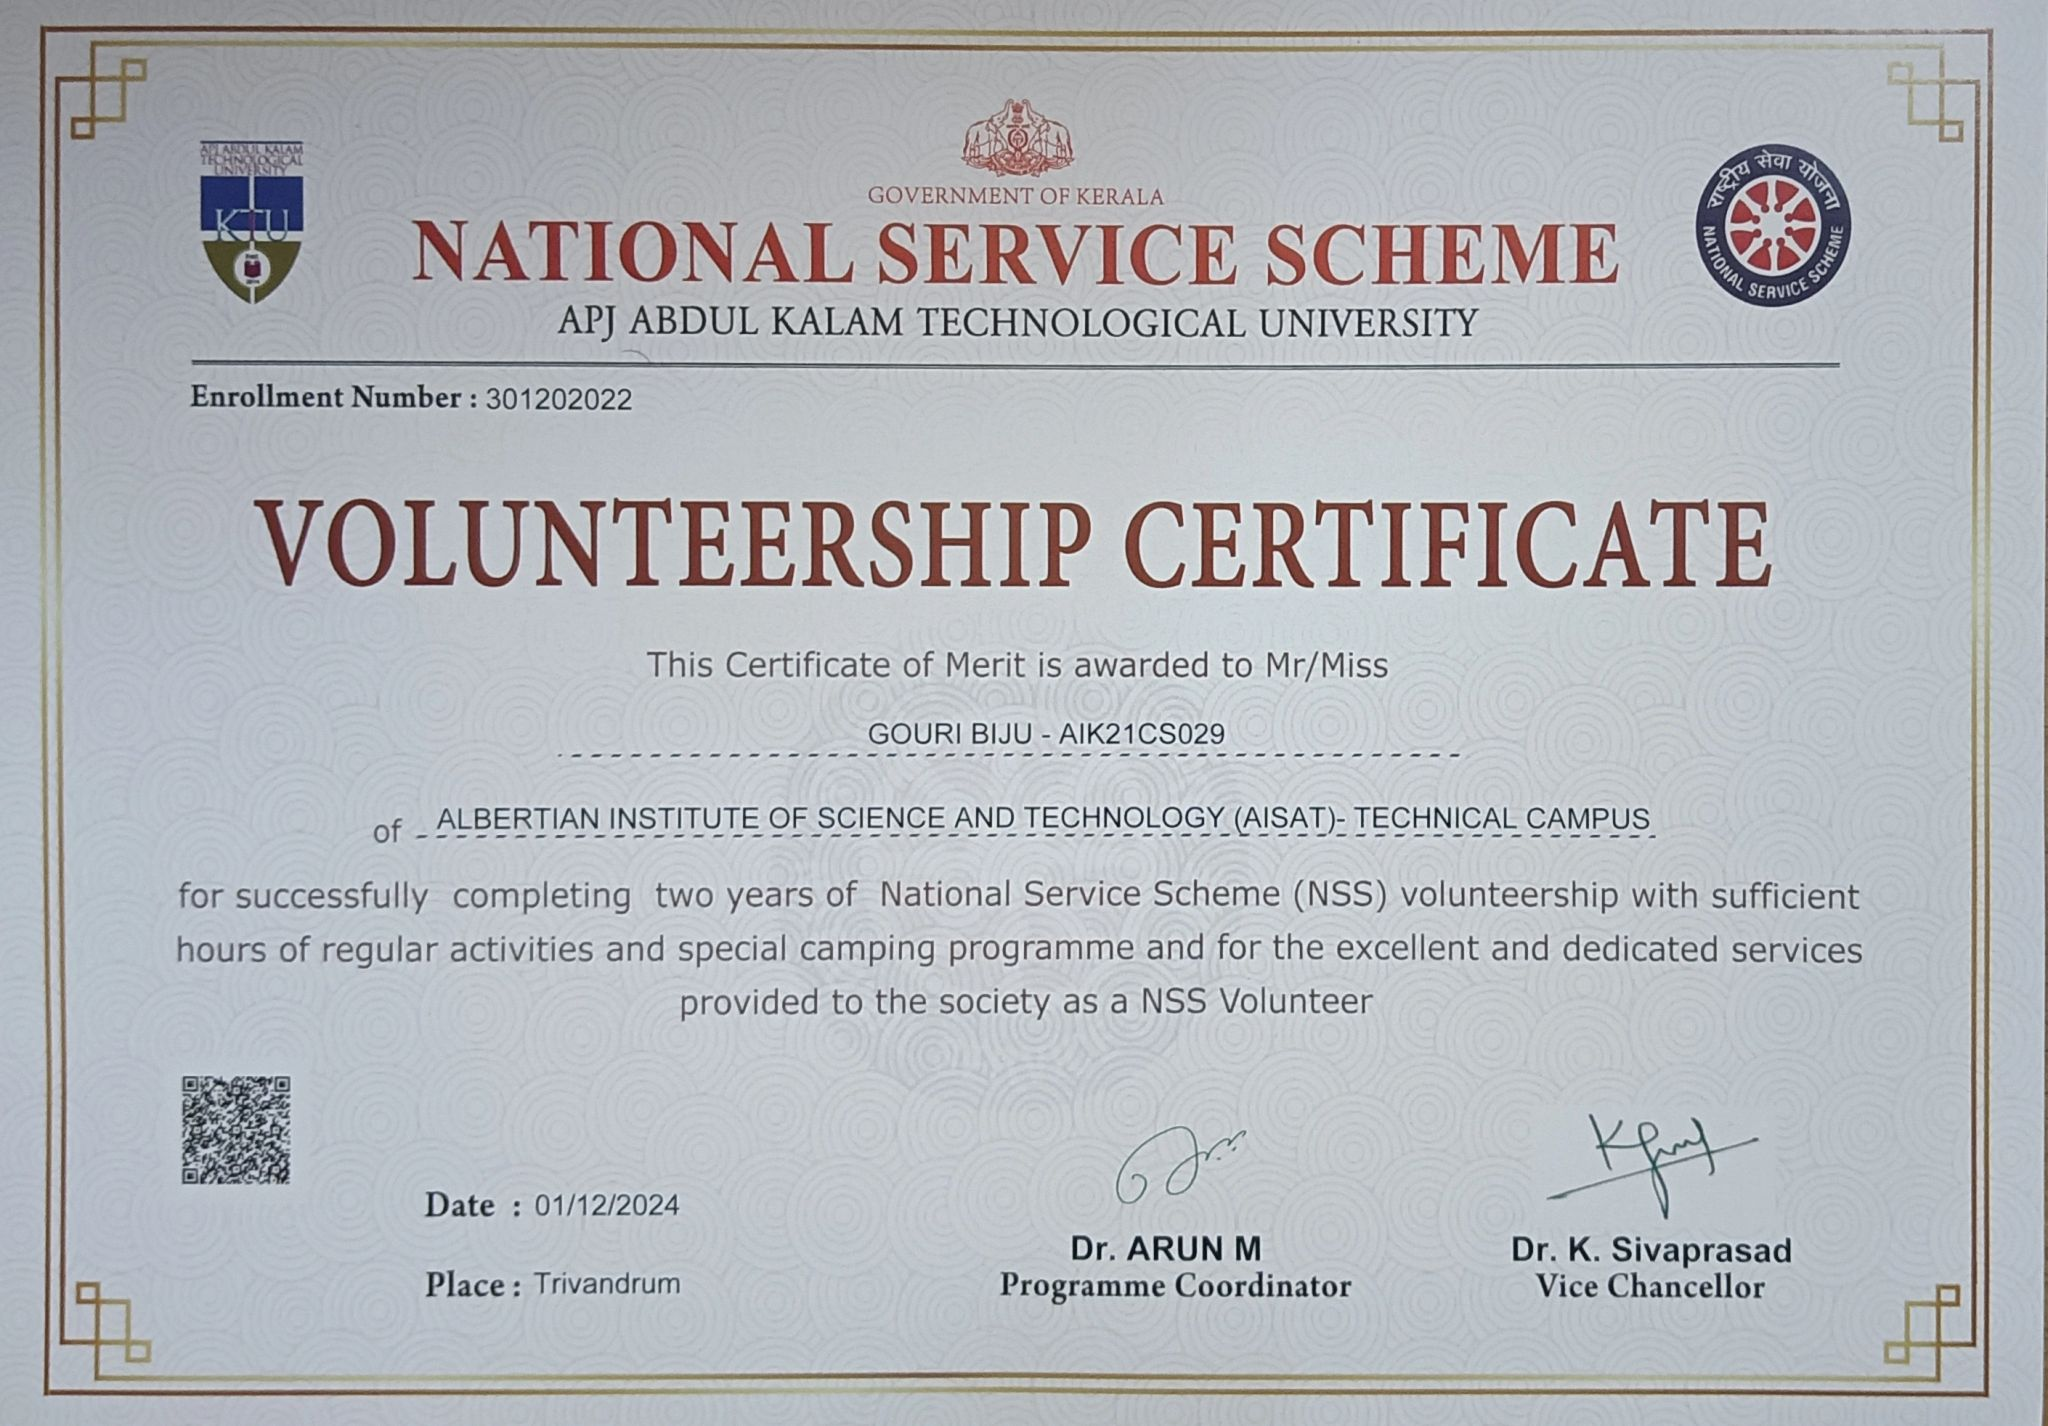 APJ ABDUL KALAM
TECHNOLOGICAL
UNIVERSITY
KTU
GOVERNMENT OF KERALA
NATIONAL SERVICE SCHEME
APJ ABDUL KALAM TECHNOLOGICAL UNIVERSITY
राष्ट्रीय सेवा योजना
NATIONAL SERVICE SCHEME
Enrollment Number : 301202022
VOLUNTEERSHIP CERTIFICATE
This Certificate of Merit is awarded to Mr/Miss
GOURI BIJU - AIK21CS029
of ALBERTIAN INSTITUTE OF SCIENCE AND TECHNOLOGY (AISAT)- TECHNICAL CAMPUS
for successfully completing two years of National Service Scheme (NSS) volunteership with sufficient
hours of regular activities and special camping programme and for the excellent and dedicated services
provided to the society as a NSS Volunteer
Date : 01/12/2024
Place : Trivandrum
Dr. ARUN M
Programme Coordinator
Dr. K. Sivaprasad
Vice Chancellor